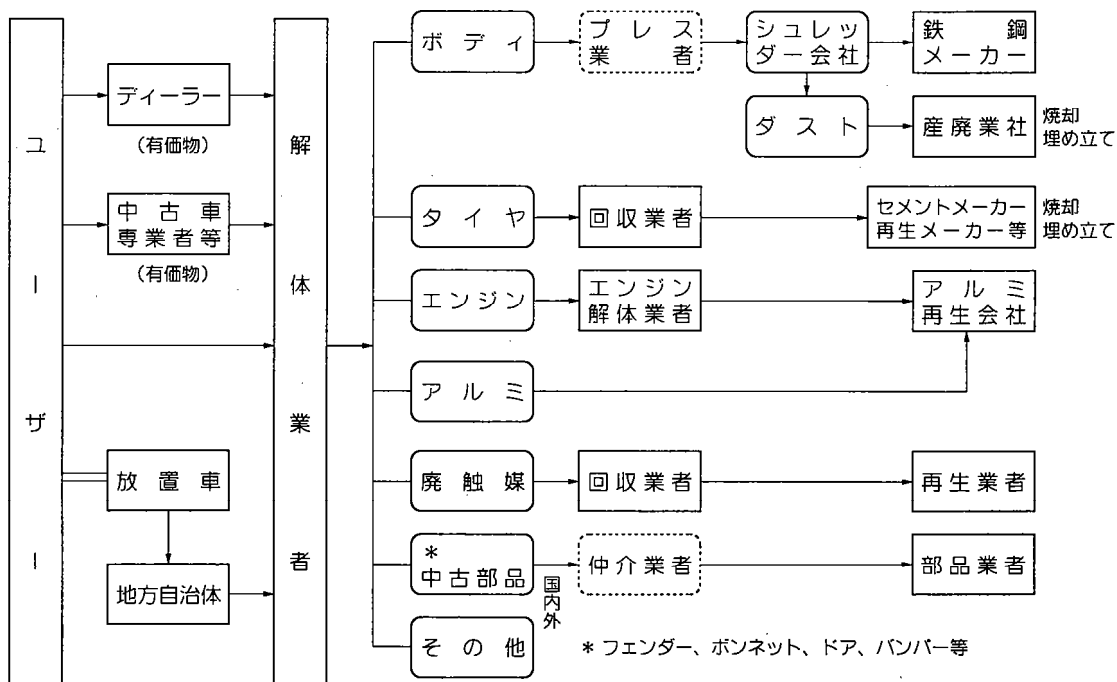 ユーザー
ディーラー
(有価物)
中古車
専業者等
(有価物)
放置車
地方自治体
解体業者
ボディ
プレス
業者
シュレッ
ダー会社
鉄鋼
メーカー
ダスト
産廃業社
焼却
埋め立て
タイヤ
回収業者
セメントメーカー
再生メーカー等
焼却
埋め立て
エンジン
エンジン
解体業者
アルミ
再生会社
アルミ
廃触媒
回収業者
再生業者
*
中古部品
国内外
仲介業者
部品業者
その他
* フェンダー、ボンネット、ドア、バンパー等